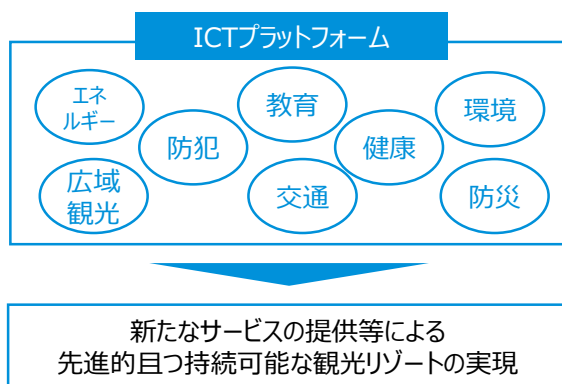 ICTプラットフォーム
エネ
ルギー
教育
環境
防犯
健康
広域
観光
交通
防災
新たなサービスの提供等による
先進的且つ持続可能な観光リゾートの実現